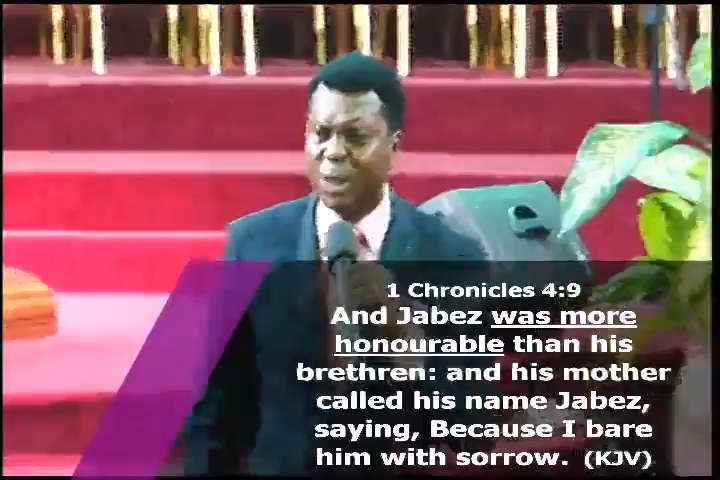 1 Chronicles 4:9
And Jabez was more
honourable than his
brethren: and his mother
called his name Jabez,
saying, Because I bare
him with sorrow. (KJV)